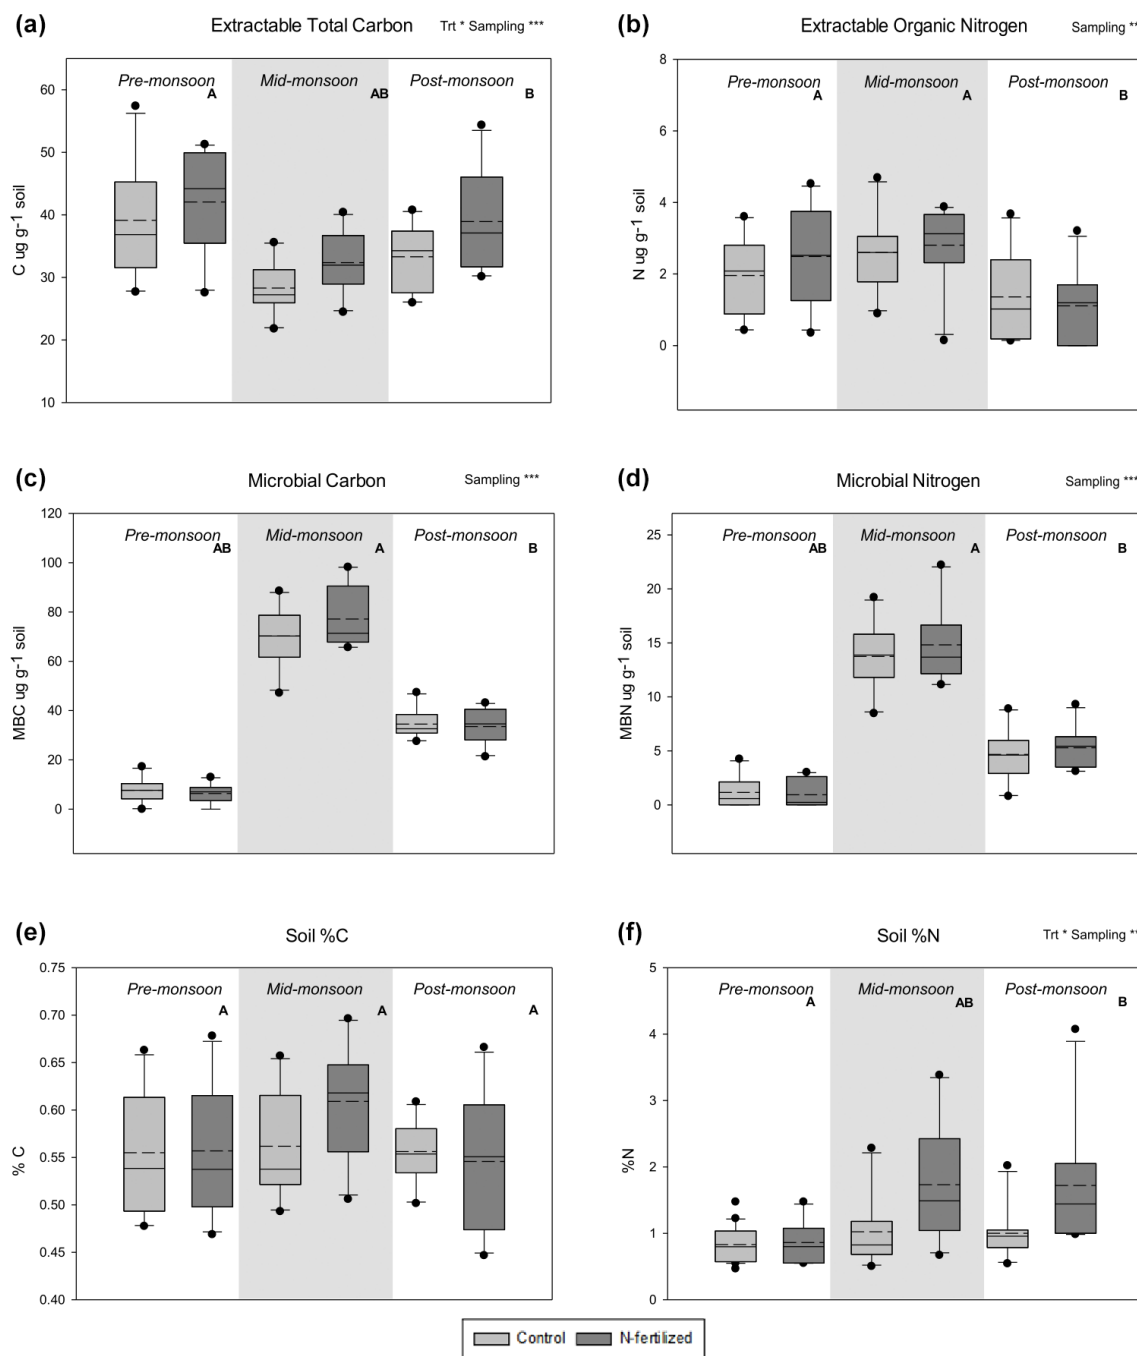 (a) Extractable Total Carbon Trt * Sampling ***
Pre-monsoon Mid-monsoon Post-monsoon
A AB B
60
50
40
30
20
10
C ug g-1 soil
(b) Extractable Organic Nitrogen Sampling **
Pre-monsoon Mid-monsoon Post-monsoon
A A B
8
6
4
2
0
N ug g-1 soil
(c) Microbial Carbon Sampling ***
Pre-monsoon Mid-monsoon Post-monsoon
AB A B
120
100
80
60
40
20
0
MBC ug g-1 soil
(d) Microbial Nitrogen Sampling ***
Pre-monsoon Mid-monsoon Post-monsoon
AB A B
25
20
15
10
5
0
MBN ug g-1 soil
(e) Soil %C
Pre-monsoon Mid-monsoon Post-monsoon
A A A
0.75
0.70
0.65
0.60
0.55
0.50
0.45
0.40
% C
(f) Soil %N Trt * Sampling **
Pre-monsoon Mid-monsoon Post-monsoon
A AB B
5
4
3
2
1
0
%N
Control N-fertilized